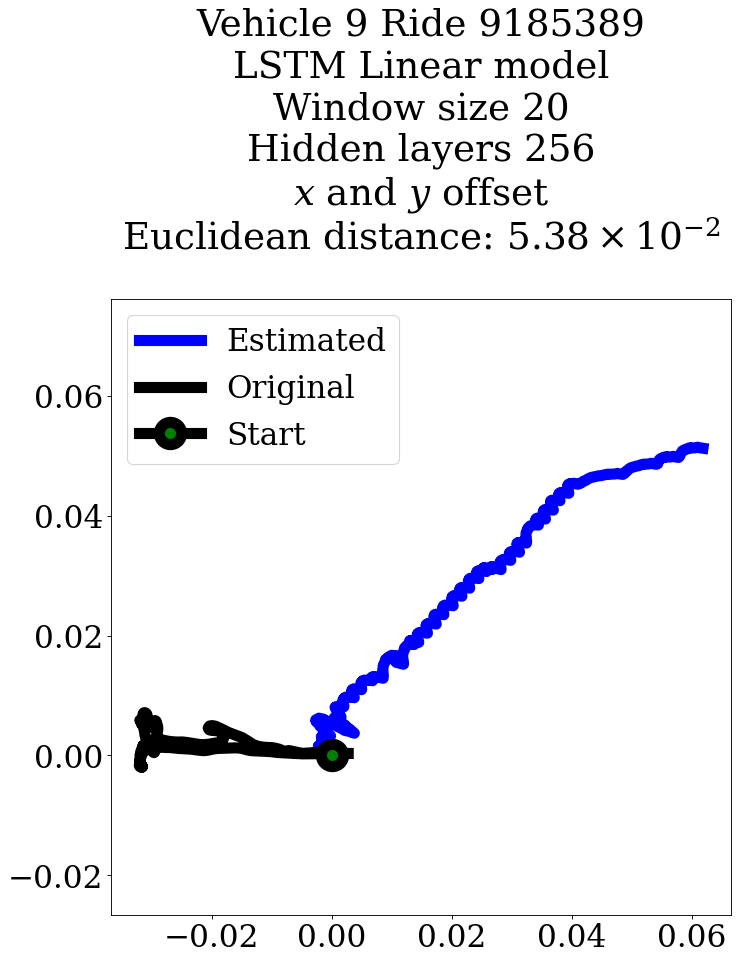 Vehicle 9 Ride 9185389
LSTM Linear model
Window size 20
Hidden layers 256
x and y offset
Euclidean distance: 5.38 × 10⁻²
Estimated
Original
Start
0.06
0.04
0.02
0.00
−0.02
−0.02 0.00 0.02 0.04 0.06